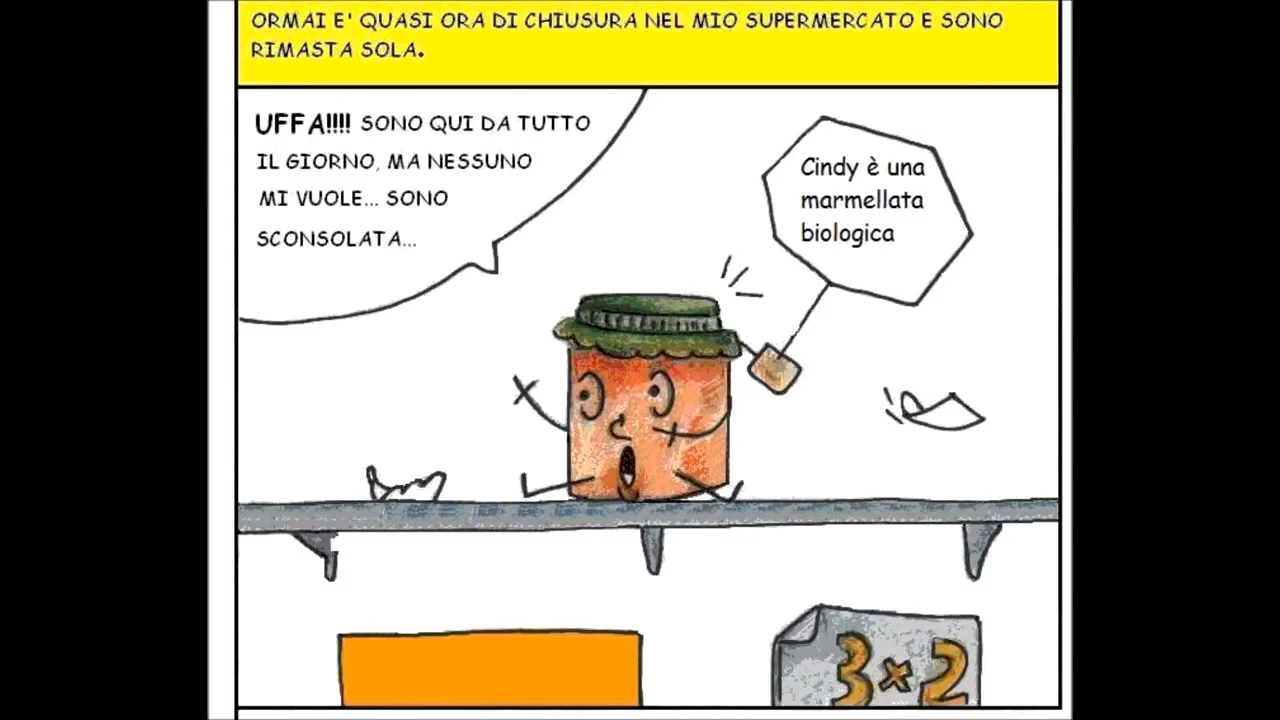 ORMAI E' QUASI ORA DI CHIUSURA NEL MIO SUPERMERCATO E SONO
RIMASTA SOLA.
UFFA!!!! SONO QUI DA TUTTO
IL GIORNO, MA NESSUNO
MI VUOLE... SONO
SCONSOLATA...
Cindy è una
marmellata
biologica
3x2